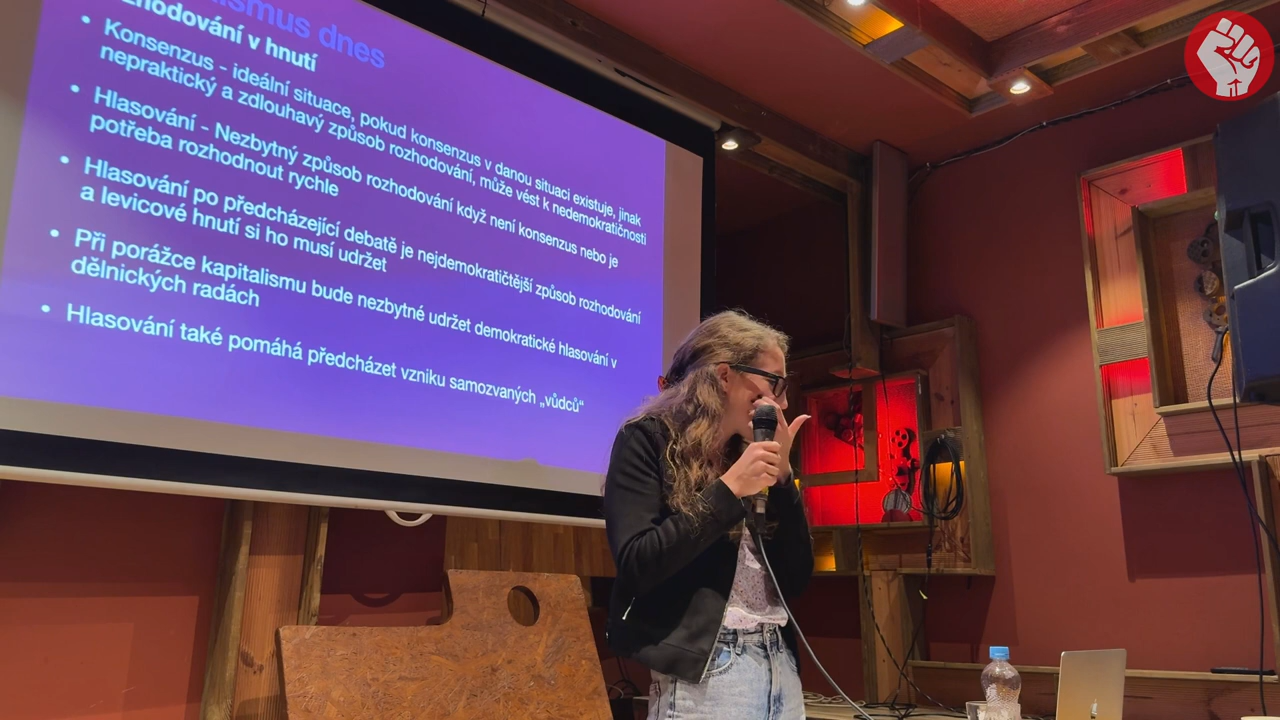 ismus dnes
zhodování v hnutí
• Konsenzus - ideální situace, pokud konsenzus v danou situaci existuje, jinak
nepraktický a zdlouhavý způsob rozhodování, může vést k nedemokratičnosti
• Hlasování - Nezbytný způsob rozhodování když není konsenzus nebo je
potřeba rozhodnout rychle
• Hlasování po předcházející debatě je nejdemokratičtější způsob rozhodování
a levicové hnutí si ho musí udržet
• Při porážce kapitalismu bude nezbytné udržet demokratické hlasování v
dělnických radách
• Hlasování také pomáhá předcházet vzniku samozvaných „vůdců“